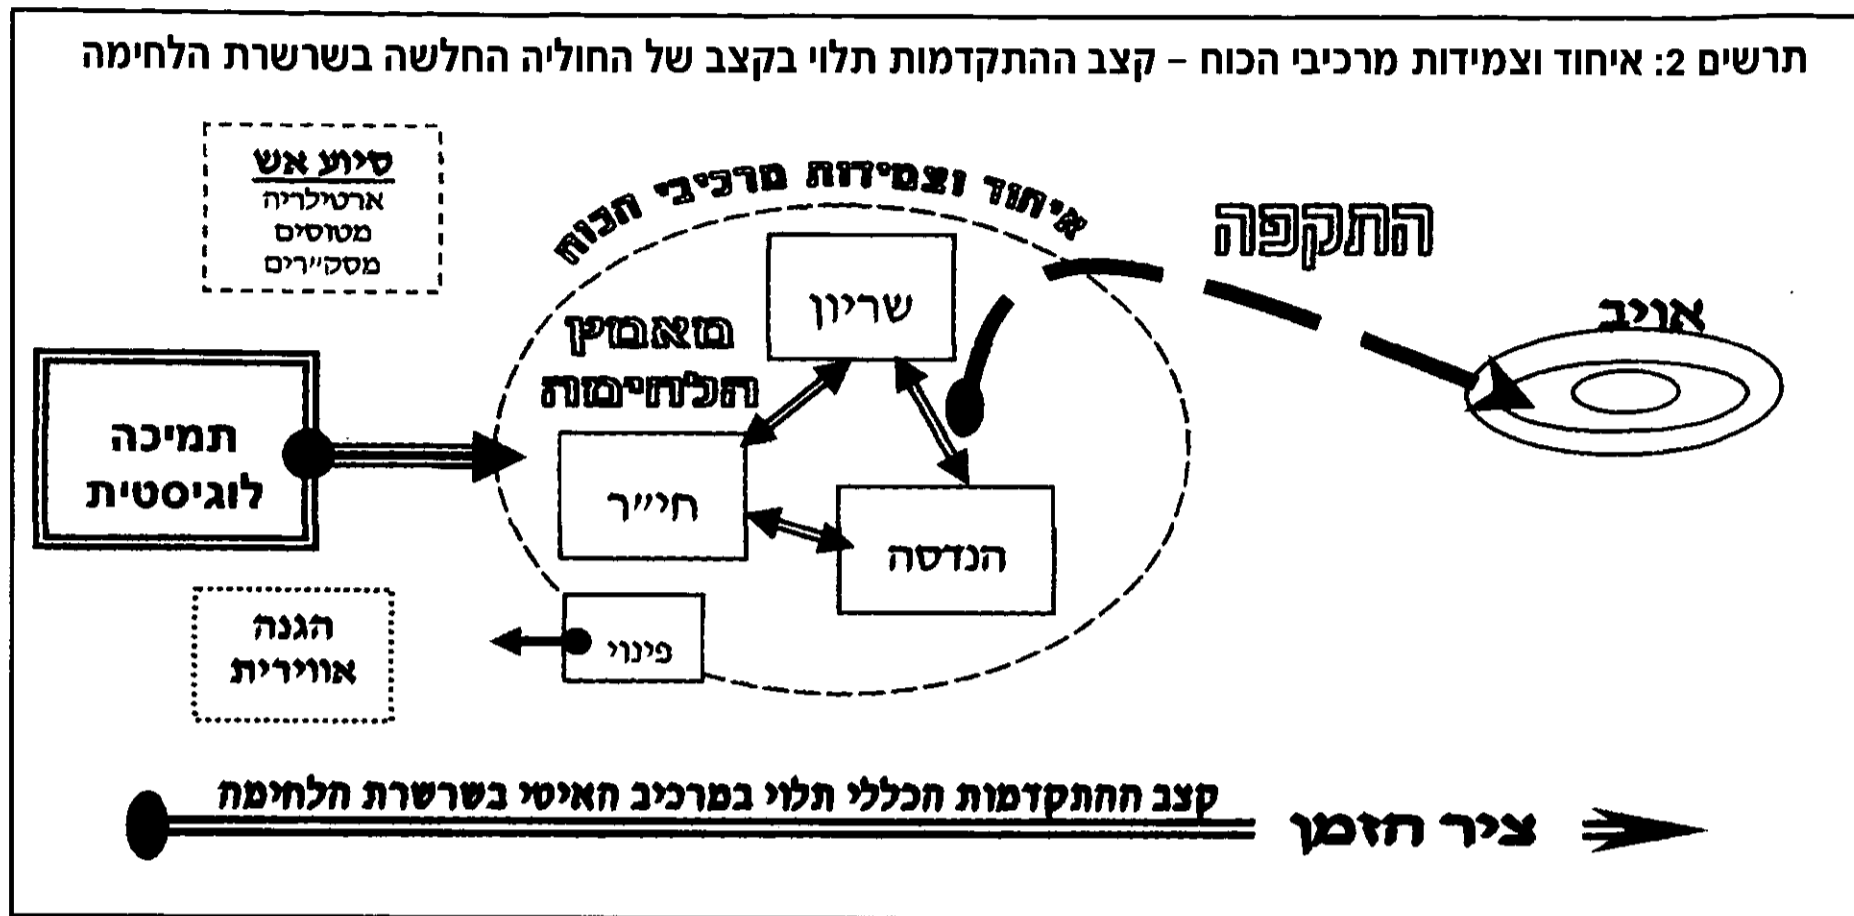 תרשים 2: איחוד וצמידות מרכיבי הכוח – קצב ההתקדמות תלוי בקצב של החוליה החלשה בשרשרת הלחימה
סיוע אש
ארטילריה
מטוסים
מסק״רים
איחוד וצמידות מרכיבי הכוח
התקפה
אויב
שריון
מאמץ
הלחימה
תמיכה
לוגיסטית
חי״ר
הנדסה
פינוי
הגנה
אווירית
קצב ההתקדמות הכללי תלוי במרכיב האיטי בשרשרת הלחימה
ציר הזמן